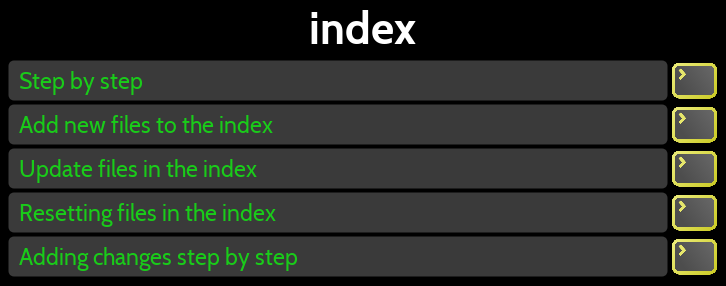 index
Step by step
Add new files to the index
Update files in the index
Resetting files in the index
Adding changes step by step